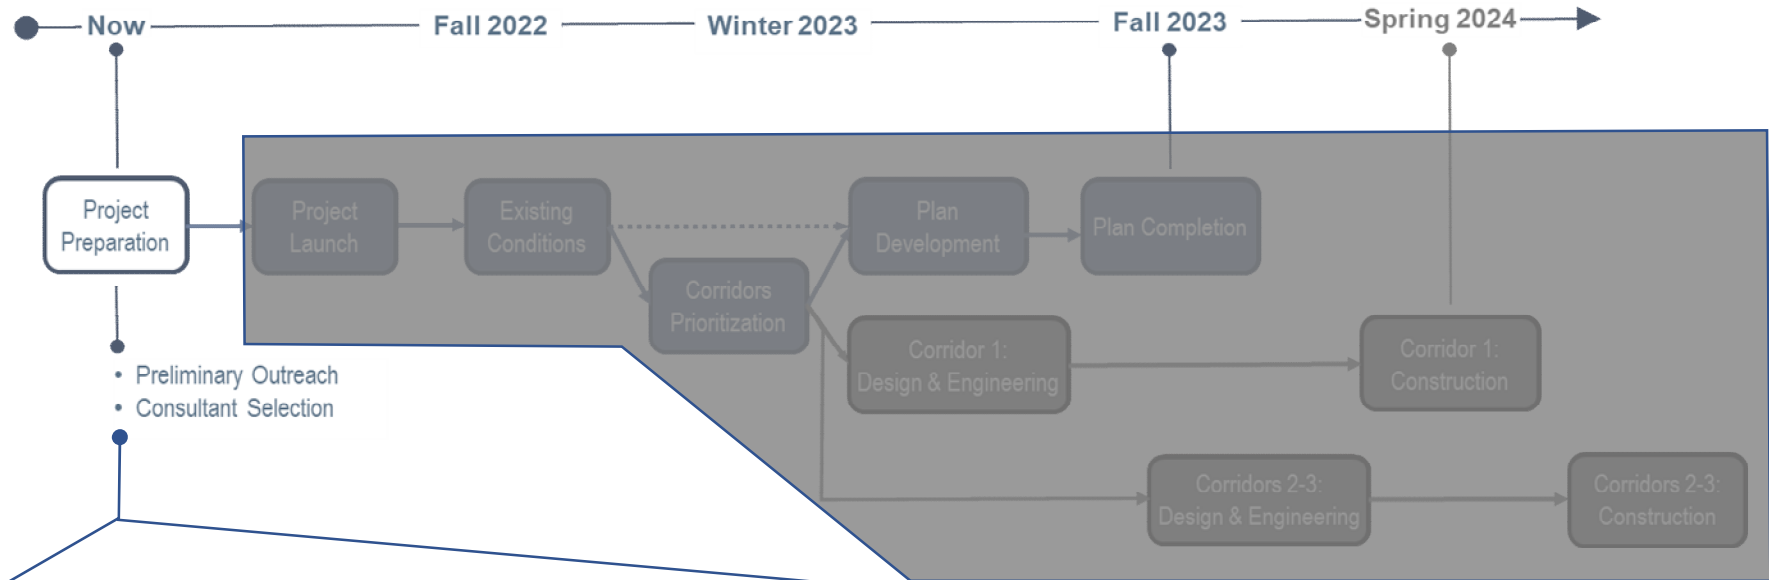 Now
Fall 2022
Winter 2023
Fall 2023
Spring 2024
Project
Preparation
Project
Launch
Existing
Conditions
Corridors
Prioritization
Plan
Development
Plan Completion
Corridor 1:
Design & Engineering
Corridor 1:
Construction
Corridors 2-3:
Design & Engineering
Corridors 2-3:
Construction
• Preliminary Outreach
• Consultant Selection